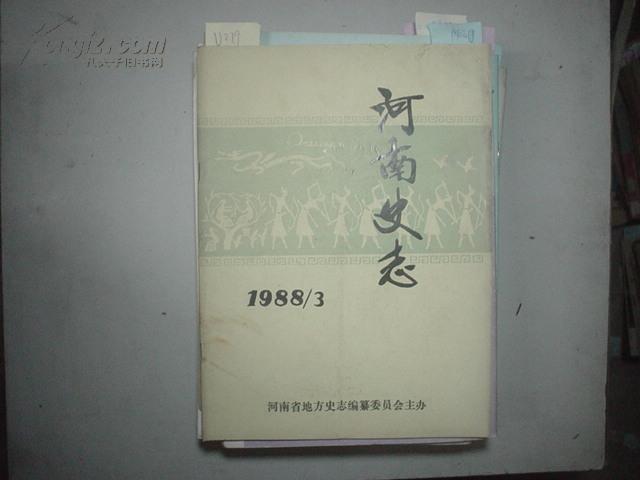 Kongfz.com
孔夫子旧书网
河南史志
1988/3
河南省地方史志编纂委员会主办